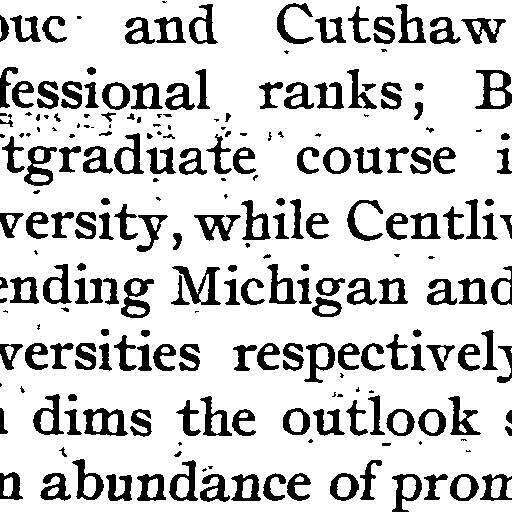 ouc and Cutshaw
fessional ranks; B
tgraduate course i
versity, while Centliv
ending Michigan and
versities respectively
n dims the outlook s
n abundance of prom